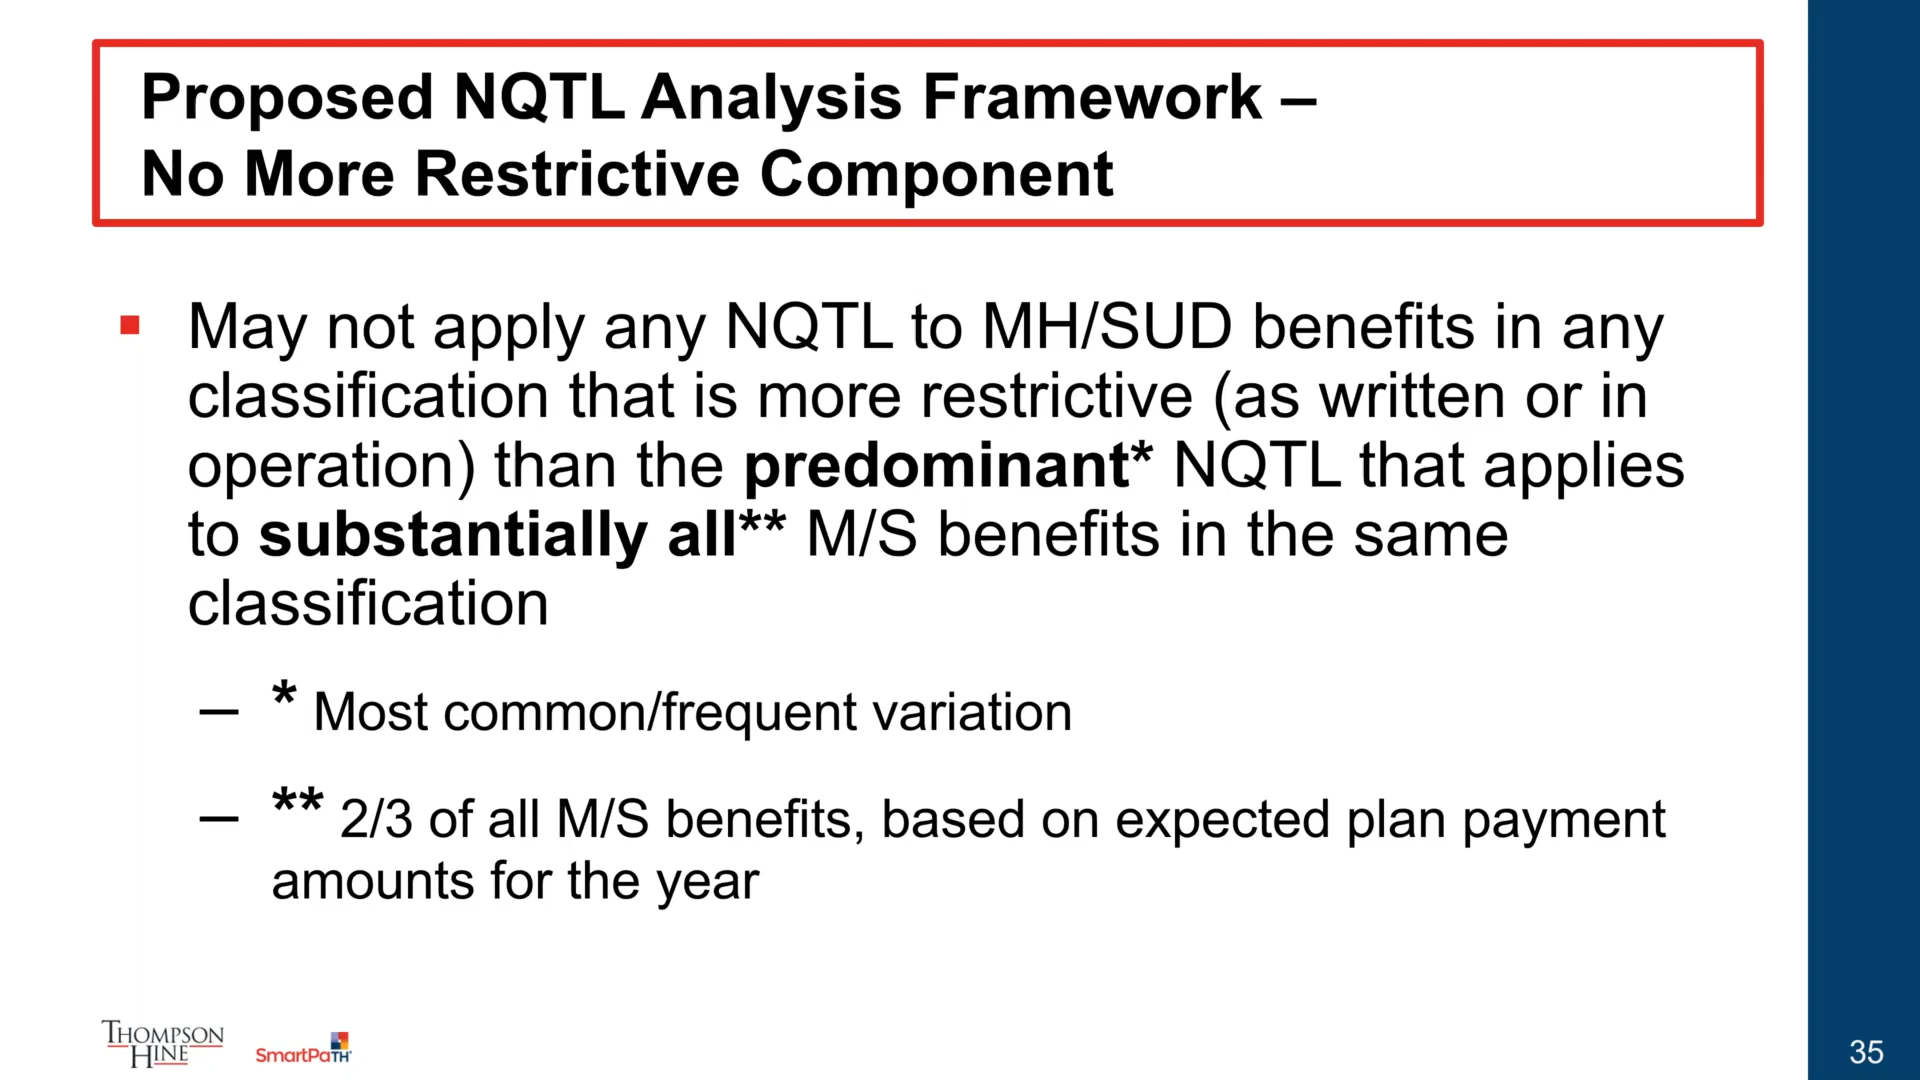 Proposed NQTL Analysis Framework –
No More Restrictive Component
▪ May not apply any NQTL to MH/SUD benefits in any
classification that is more restrictive (as written or in
operation) than the predominant* NQTL that applies
to substantially all** M/S benefits in the same
classification
– * Most common/frequent variation
– ** 2/3 of all M/S benefits, based on expected plan payment
amounts for the year
THOMPSON
HINE
SmartPaTH
35